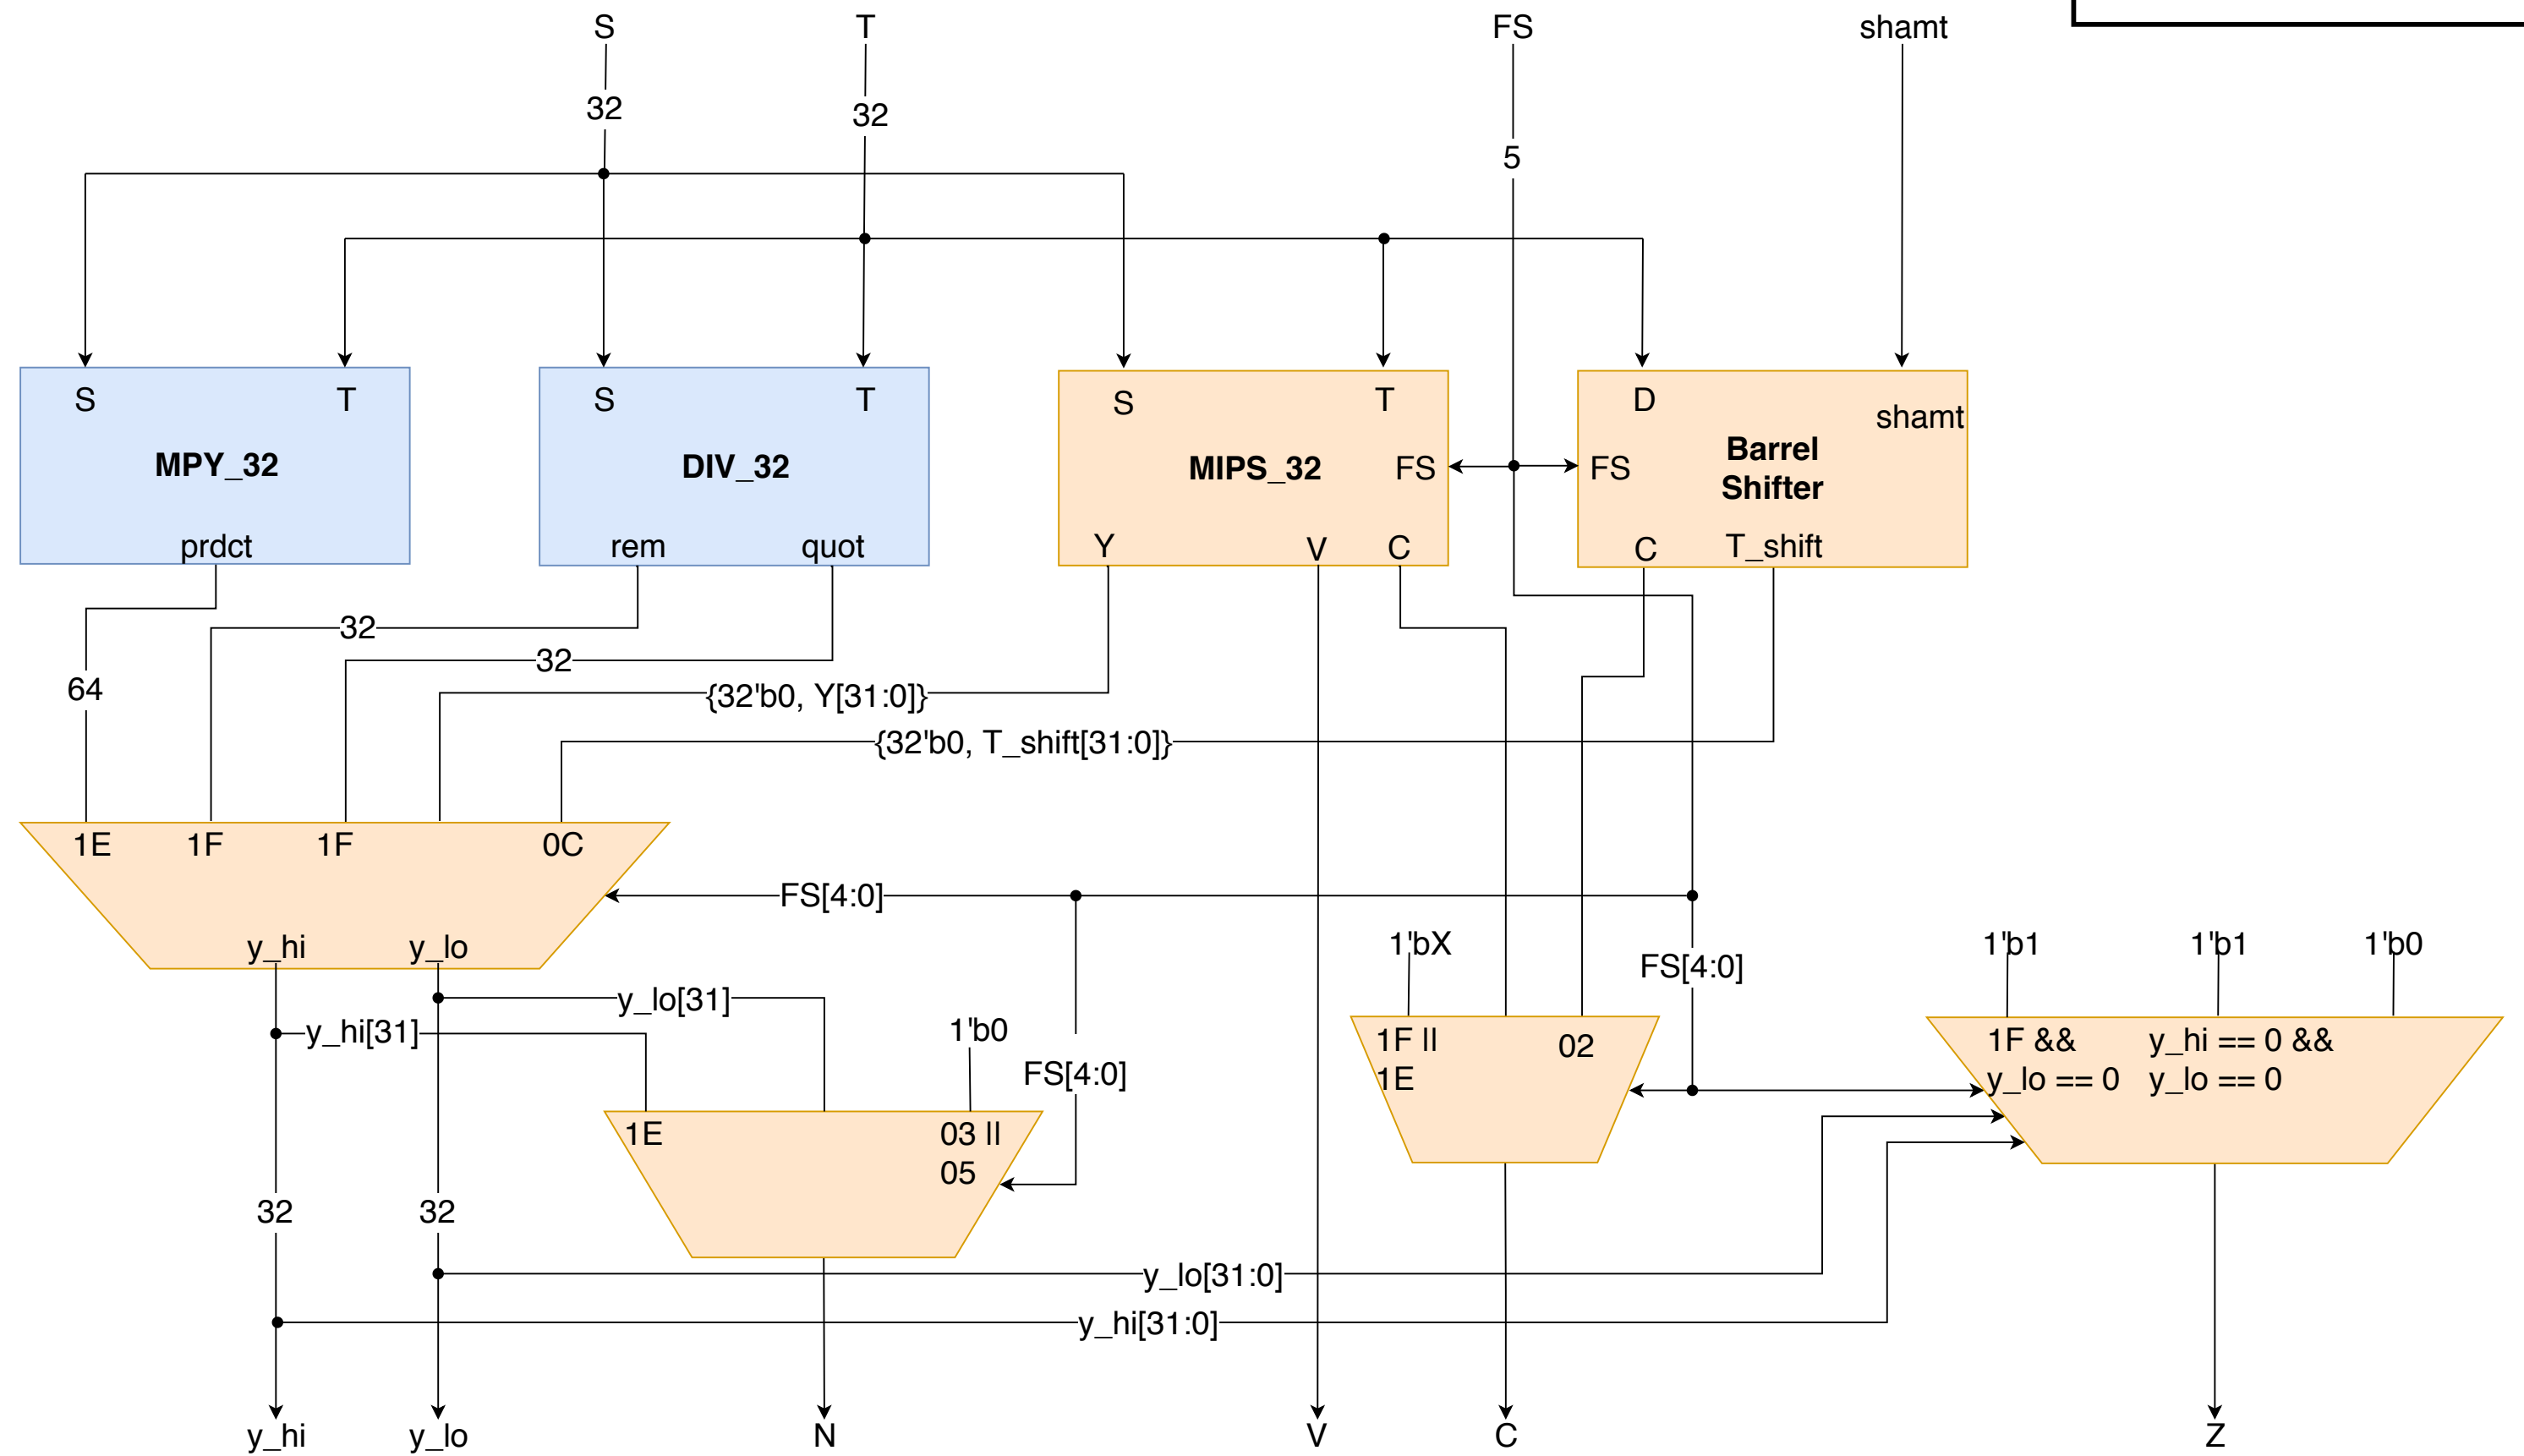 S
T
FS
shamt
32
32
5
S
T
S
T
S
T
D
shamt
MPY_32
DIV_32
MIPS_32
FS
FS
Barrel
Shifter
prdct
rem
quot
Y
V
C
C
T_shift
32
32
64
{32'b0, Y[31:0]}
{32'b0, T_shift[31:0]}
1E
1F
1F
0C
FS[4:0]
y_hi
y_lo
1'bX
FS[4:0]
1'b1
1'b1
1'b0
y_lo[31]
y_hi[31]
1'b0
FS[4:0]
1F ||
1E
02
1F &&
y_lo == 0
y_hi == 0 &&
y_lo == 0
1E
03 ||
05
32
32
y_lo[31:0]
y_hi[31:0]
y_hi
y_lo
N
V
C
Z